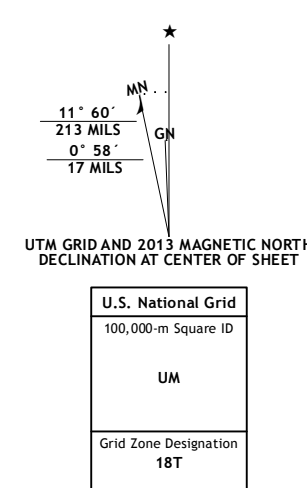 MN
11° 60´
213 MILS
GN
0° 58´
17 MILS
UTM GRID AND 2013 MAGNETIC NORTH
DECLINATION AT CENTER OF SHEET
U.S. National Grid
100,000-m Square ID
UM
Grid Zone Designation
18T